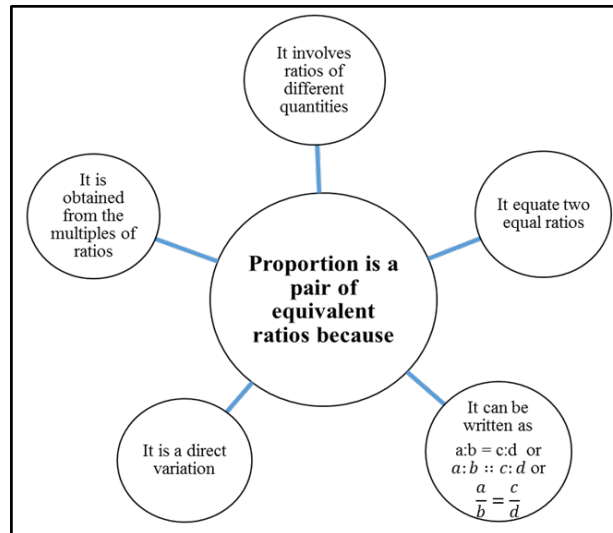 It involves
ratios of
different
quantities
It is
obtained
from the
multiples of
ratios
It equate two
equal ratios
Proportion is a
pair of
equivalent
ratios because
It is a direct
variation
It can be
written as
a:b = c:d or
a:b :: c:d or
a/b = c/d